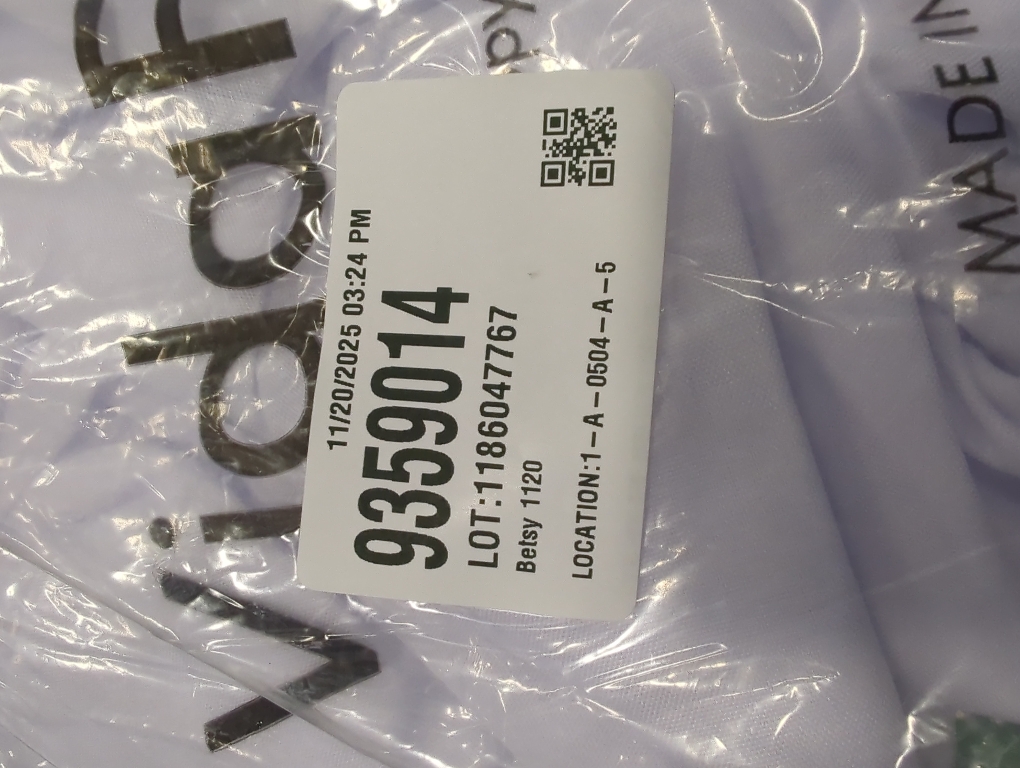 11/20/2025 03:24 PM
9359014
LOT:1186047767
Betsy 1120
LOCATION:1-A-0504-A-5
MADE IN